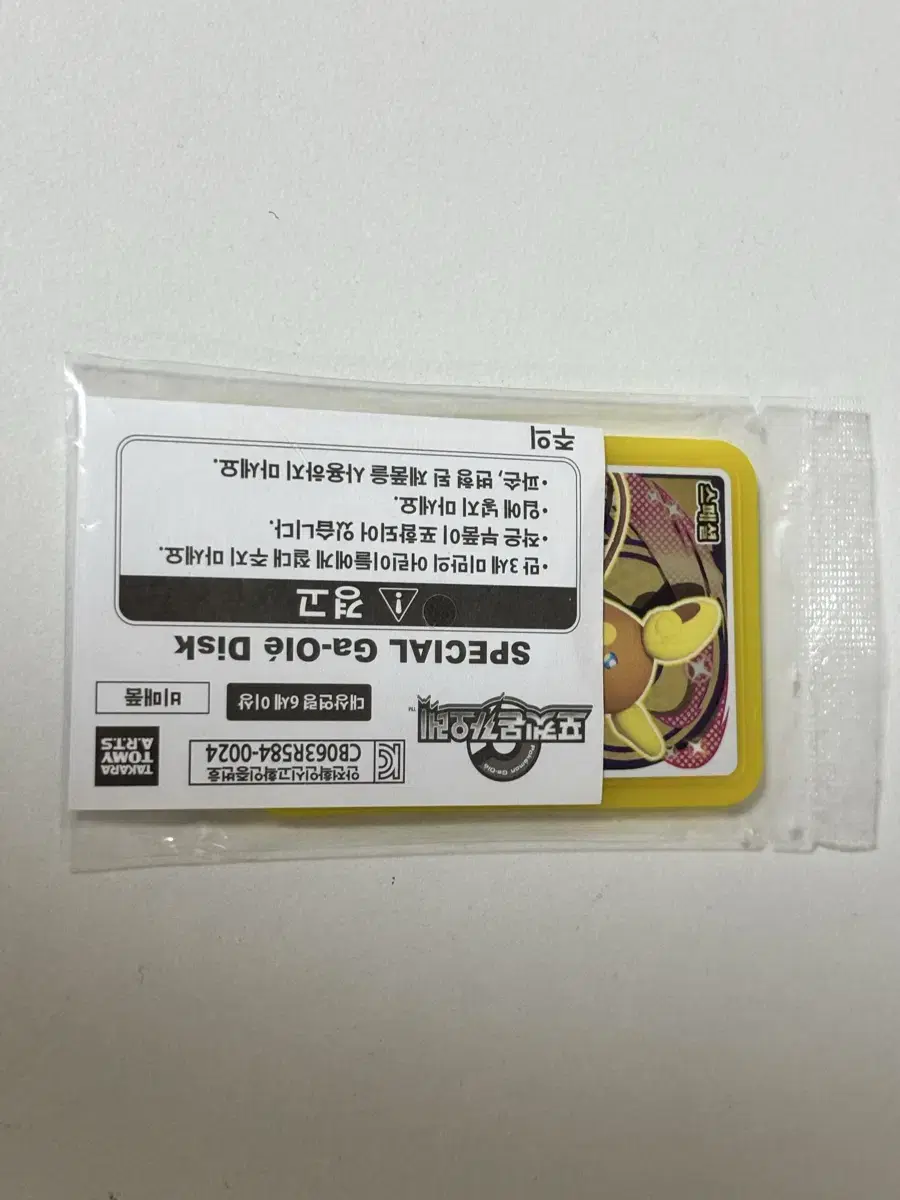 포켓몬 가오레™
Pokémon Ga-Olé
안전확인신고확인증번호
CB063R584-0024
TAKARA
TOMY
A.R.T.S
대상연령 6세 이상
비매품
SPECIAL Ga-Olé Disk
경고
• 만 3세 미만의 어린이들에게 절대 주지 마세요.
• 작은 부품이 포함되어 있습니다.
• 입에 넣지 마세요.
• 파손, 변형 된 제품을 사용하지 마세요.
주의
스페셜